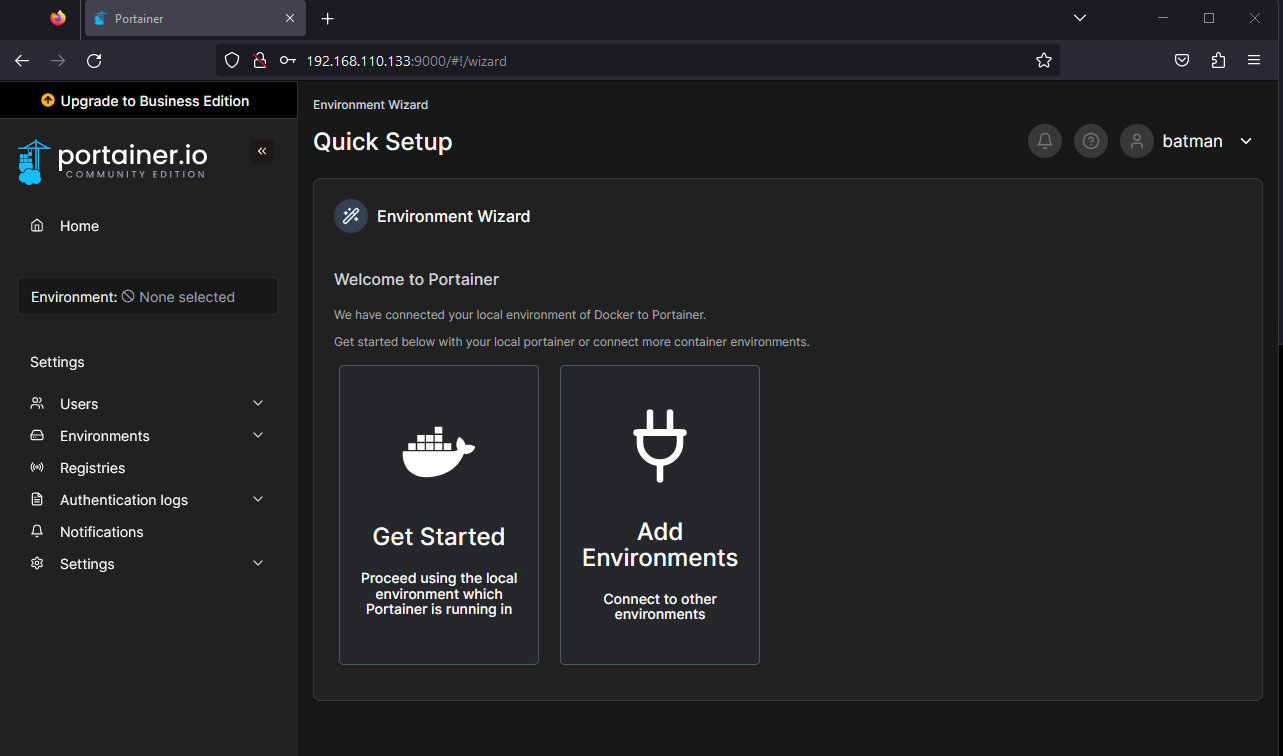 Portainer
192.168.110.133:9000/#!/wizard
Upgrade to Business Edition
portainer.io
COMMUNITY EDITION
Home
Environment: None selected
Settings
Users
Environments
Registries
Authentication logs
Notifications
Settings
Environment Wizard
Quick Setup
batman
Environment Wizard
Welcome to Portainer
We have connected your local environment of Docker to Portainer.
Get started below with your local portainer or connect more container environments.
Get Started
Proceed using the local
environment which
Portainer is running in
Add
Environments
Connect to other
environments